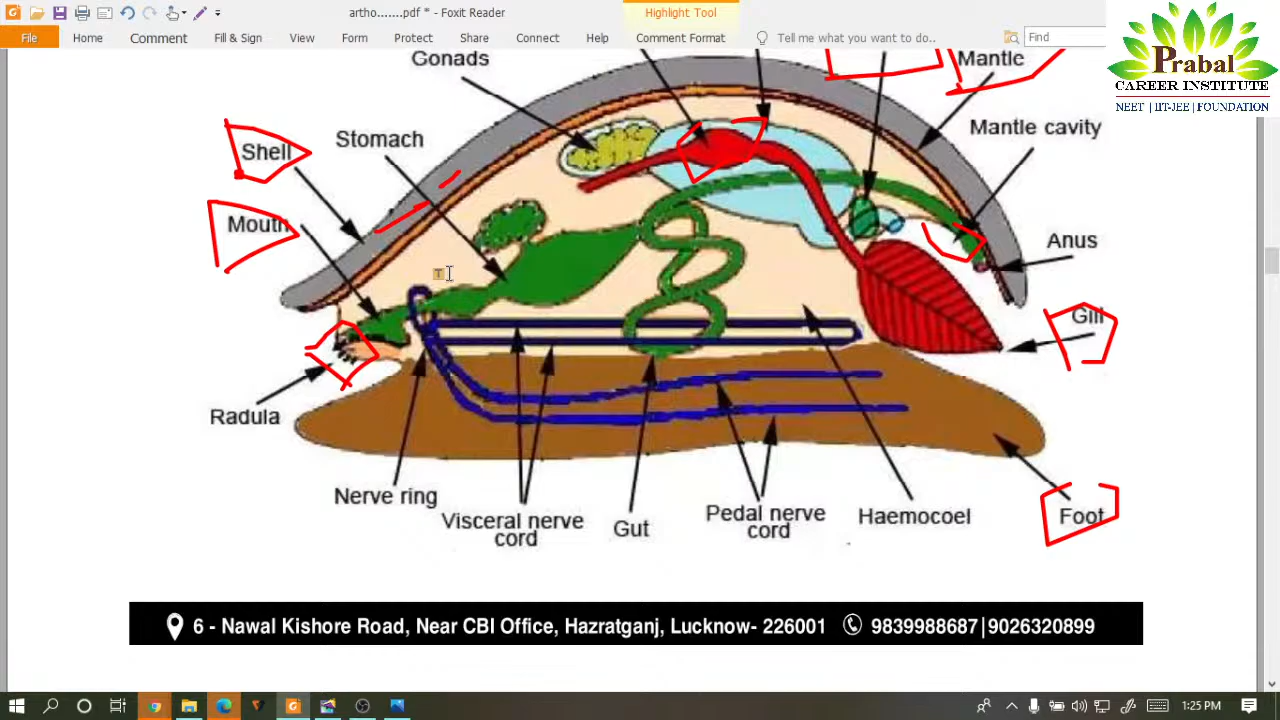 artho.......pdf * - Foxit Reader
Highlight Tool
File Home Comment Fill & Sign View Form Protect Share Connect Help Comment Format Tell me what you want to do.. Find
Prabal
CAREER INSTITUTE
NEET | IIT-JEE | FOUNDATION
Gonads
Mantle
Mantle cavity
Stomach
Shell
Mouth
Anus
Gill
Radula
Nerve ring
Visceral nerve
cord
Gut
Pedal nerve
cord
Haemocoel
Foot
6 - Nawal Kishore Road, Near CBI Office, Hazratganj, Lucknow- 226001 9839988687|9026320899
1:25 PM